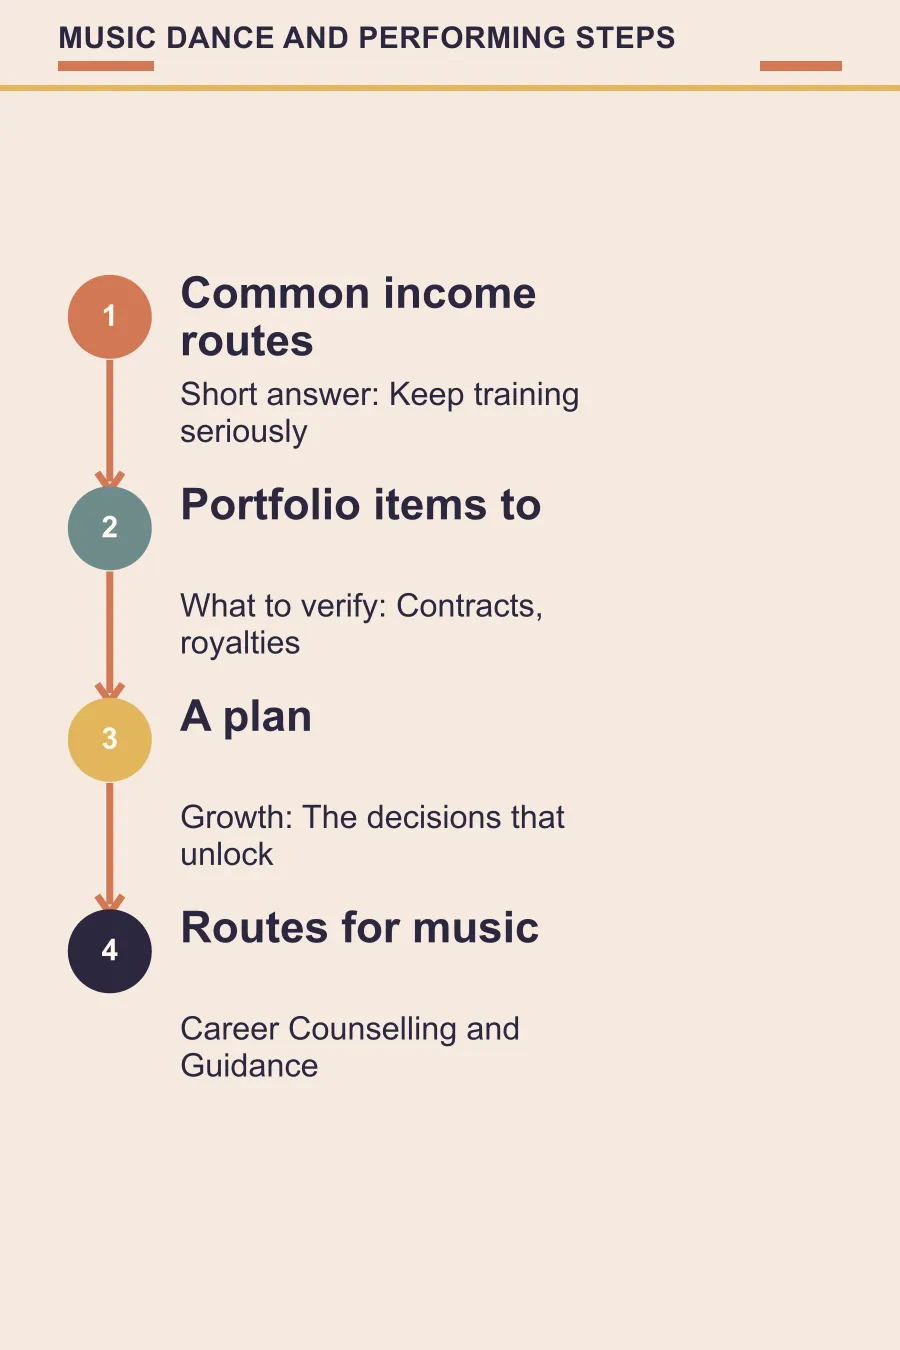 MUSIC DANCE AND PERFORMING STEPS
1
Common income
routes
Short answer: Keep training
seriously
2
Portfolio items to
What to verify: Contracts,
royalties
3
A plan
Growth: The decisions that
unlock
4
Routes for music
Career Counselling and
Guidance